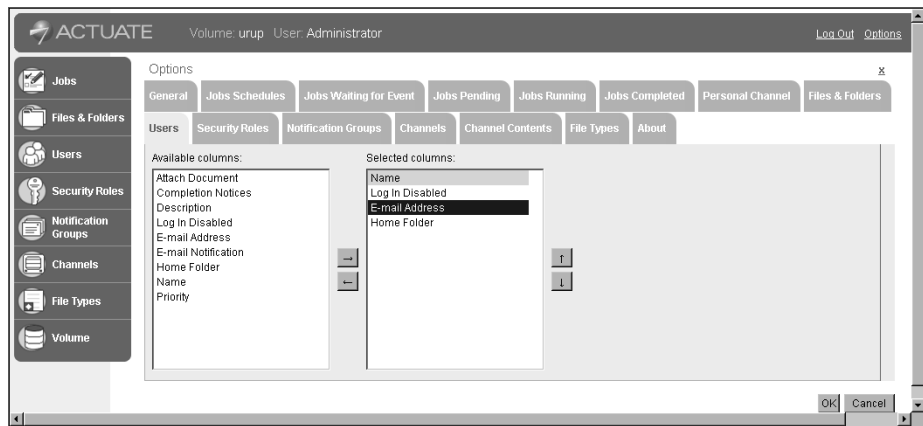 ACTUATE Volume: urup User: Administrator Log Out Options
Options x
General Jobs Schedules Jobs Waiting for Event Jobs Pending Jobs Running Jobs Completed Personal Channel Files & Folders
Users Security Roles Notification Groups Channels Channel Contents File Types About
Jobs
Files & Folders
Users
Security Roles
Notification
Groups
Channels
File Types
Volume
Available columns:
Attach Document
Completion Notices
Description
Log In Disabled
E-mail Address
E-mail Notification
Home Folder
Name
Priority
→
←
Selected columns:
Name
Log In Disabled
E-mail Address
Home Folder
↑
↓
OK Cancel